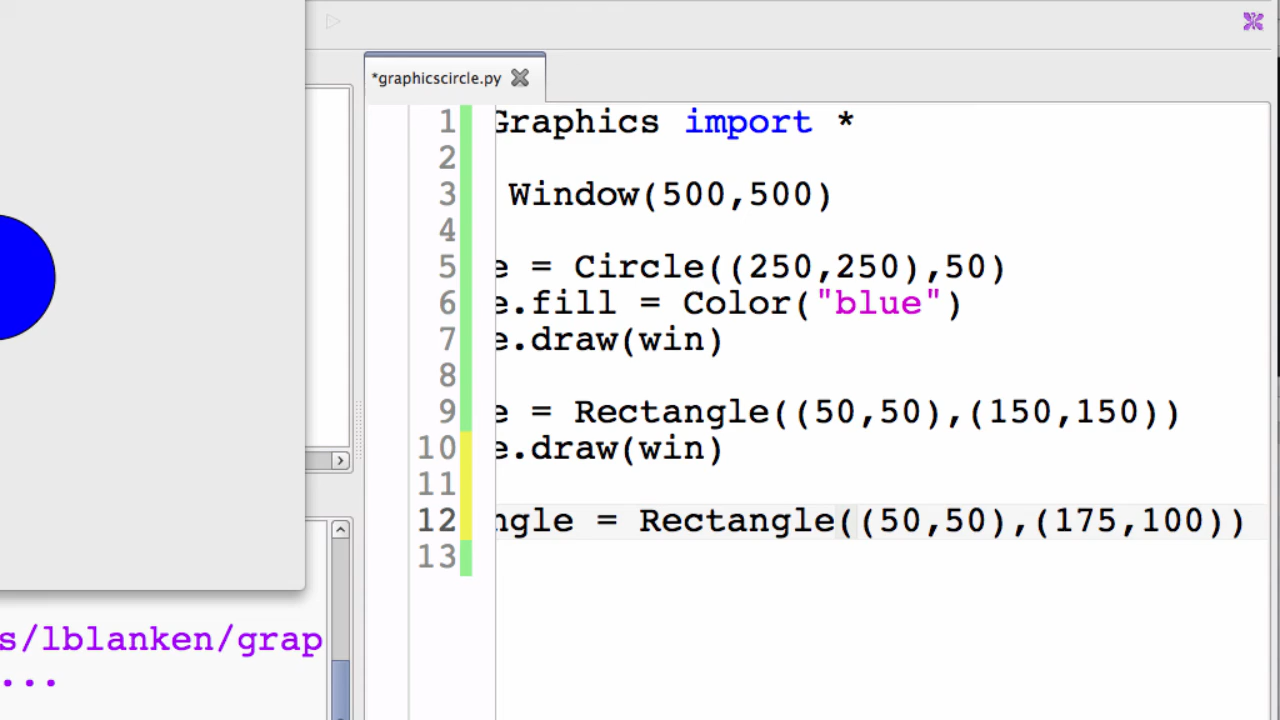 *graphicscircle.py
1 Graphics import *
2
3 Window(500,500)
4
5 e = Circle((250,250),50)
6 e.fill = Color("blue")
7 e.draw(win)
8
9 e = Rectangle((50,50),(150,150))
10 e.draw(win)
11
12 ngle = Rectangle((50,50),(175,100))
13
s/lblanken/grap
...